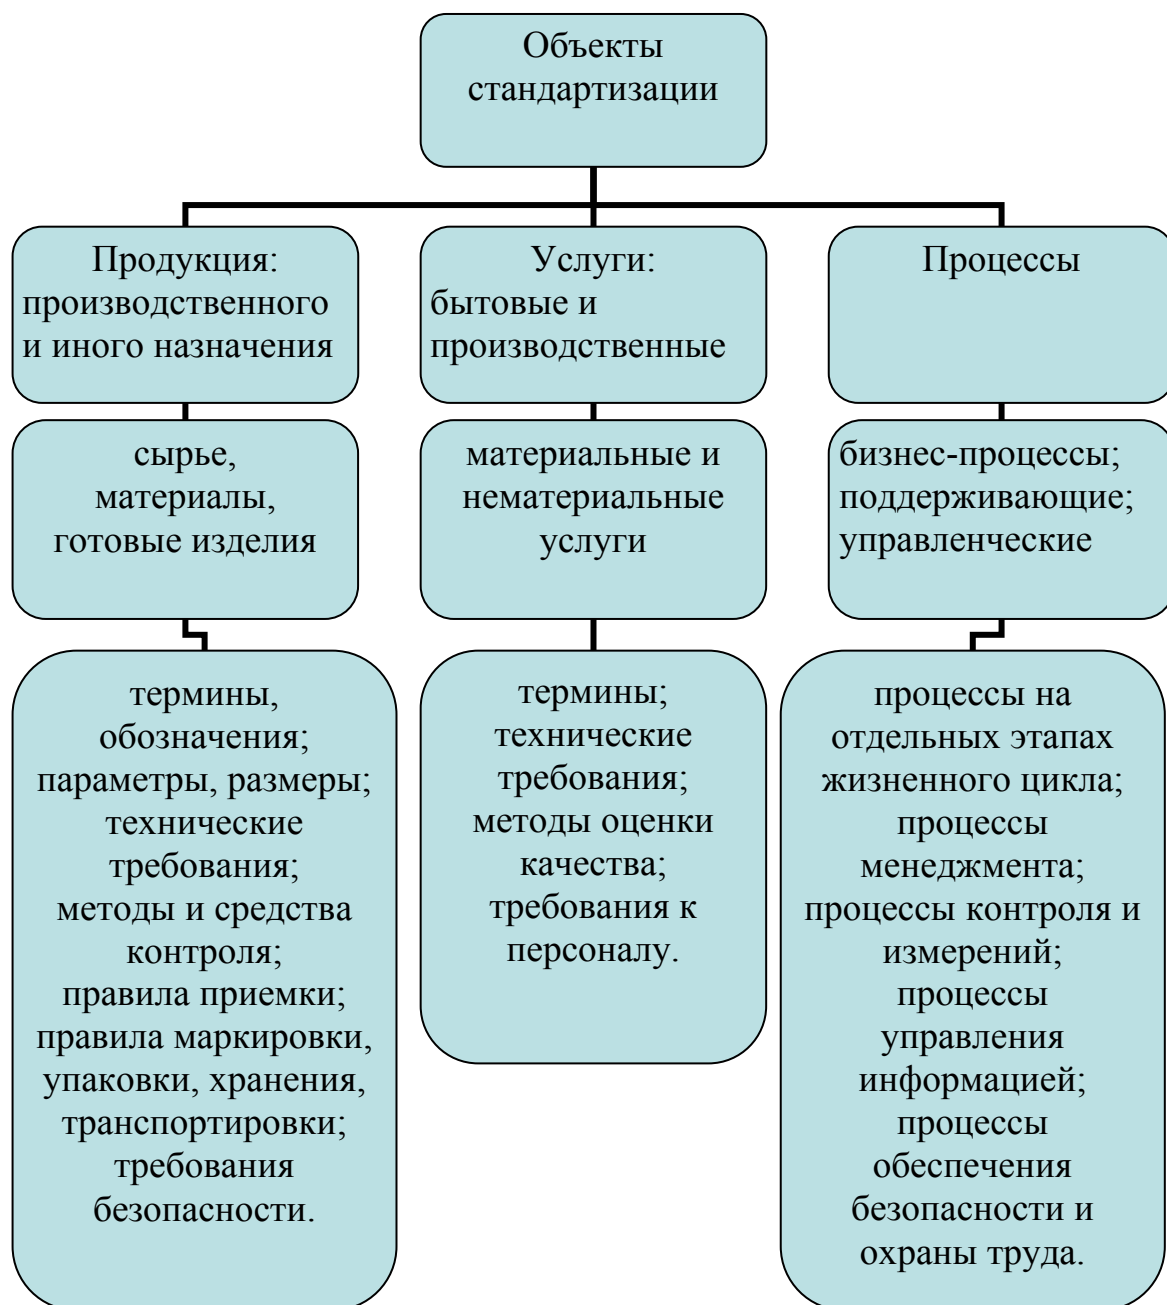 Объекты
стандартизации
Продукция:
производственного
и иного назначения
Услуги:
бытовые и
производственные
Процессы
сырье,
материалы,
готовые изделия
материальные и
нематериальные
услуги
бизнес-процессы;
поддерживающие;
управленческие
термины,
обозначения;
параметры, размеры;
технические
требования;
методы и средства
контроля;
правила приемки;
правила маркировки,
упаковки, хранения,
транспортировки;
требования
безопасности.
термины;
технические
требования;
методы оценки
качества;
требования к
персоналу.
процессы на
отдельных этапах
жизненного цикла;
процессы
менеджмента;
процессы контроля и
измерений;
процессы
управления
информацией;
процессы
обеспечения
безопасности и
охраны труда.